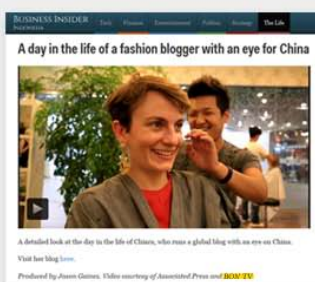 BUSINESS INSIDER
INDONESIA
Tech Finance Entertainment Politics Strategy The Life
A day in the life of a fashion blogger with an eye for China
A detailed look at the day in the life of Chinco, who runs a global blog with an eye on China.
Visit her blog here.
Produced by Jason Gaines. Video courtesy of Associated Press and BON/TV